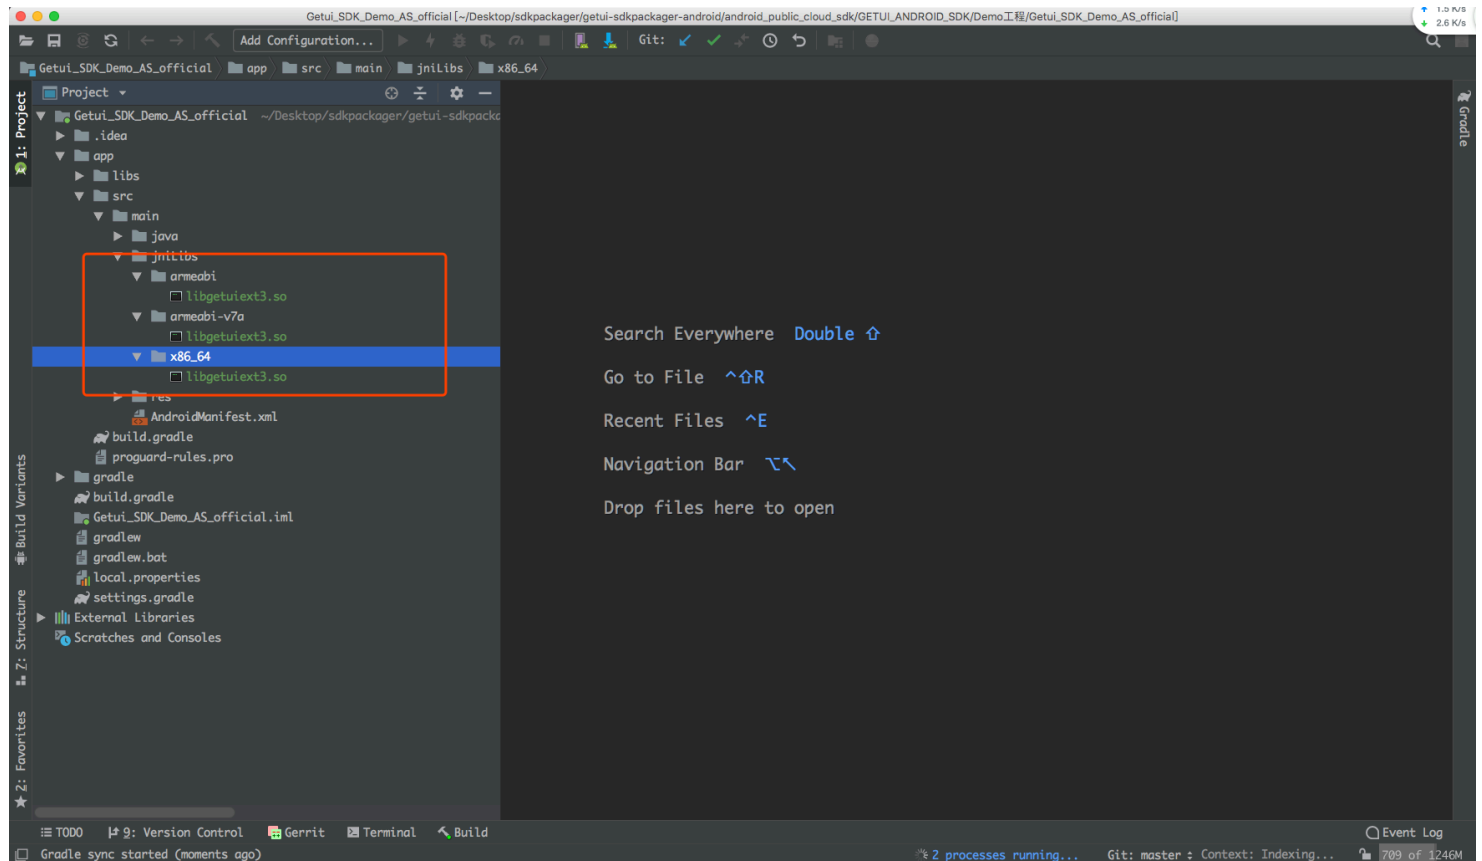 Getui_SDK_Demo_AS_official [~/Desktop/sdkpackager/getui-sdkpackager-android/android_public_cloud_sdk/GETUI_ANDROID_SDK/Demo工程/Getui_SDK_Demo_AS_official]
1.5 K/s
2.6 K/s
Add Configuration...
Git:
Getui_SDK_Demo_AS_official
app
src
main
jniLibs
x86_64
1: Project
Project
Gradle
Getui_SDK_Demo_AS_official ~/Desktop/sdkpackager/getui-sdkpacka
.idea
app
libs
src
main
java
jniLibs
armeabi
libgetuiext3.so
armeabi-v7a
libgetuiext3.so
x86_64
libgetuiext3.so
res
AndroidManifest.xml
build.gradle
proguard-rules.pro
gradle
build.gradle
Getui_SDK_Demo_AS_official.iml
gradlew
gradlew.bat
local.properties
settings.gradle
External Libraries
Scratches and Consoles
Search Everywhere Double ⇧
Go to File ^⇧R
Recent Files ^E
Navigation Bar ⌥↖
Drop files here to open
Build Variants
Z: Structure
2: Favorites
TODO
9: Version Control
Gerrit
Terminal
Build
Event Log
Gradle sync started (moments ago)
2 processes running...
Git: master
Context: Indexing...
709 of 1246M